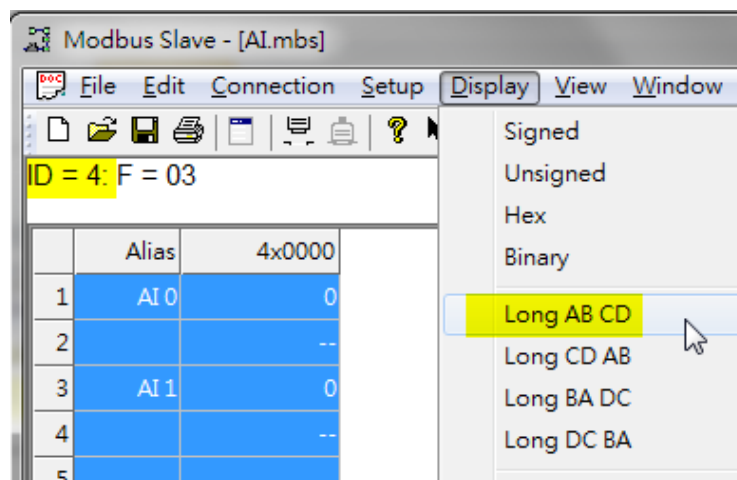 Modbus Slave - [AI.mbs]
DOC File Edit Connection Setup Display View Window
ID = 4: F = 03
Alias 4x0000
1 AI 0 0
2 --
3 AI 1 0
4 --
5
Signed
Unsigned
Hex
Binary
Long AB CD
Long CD AB
Long BA DC
Long DC BA